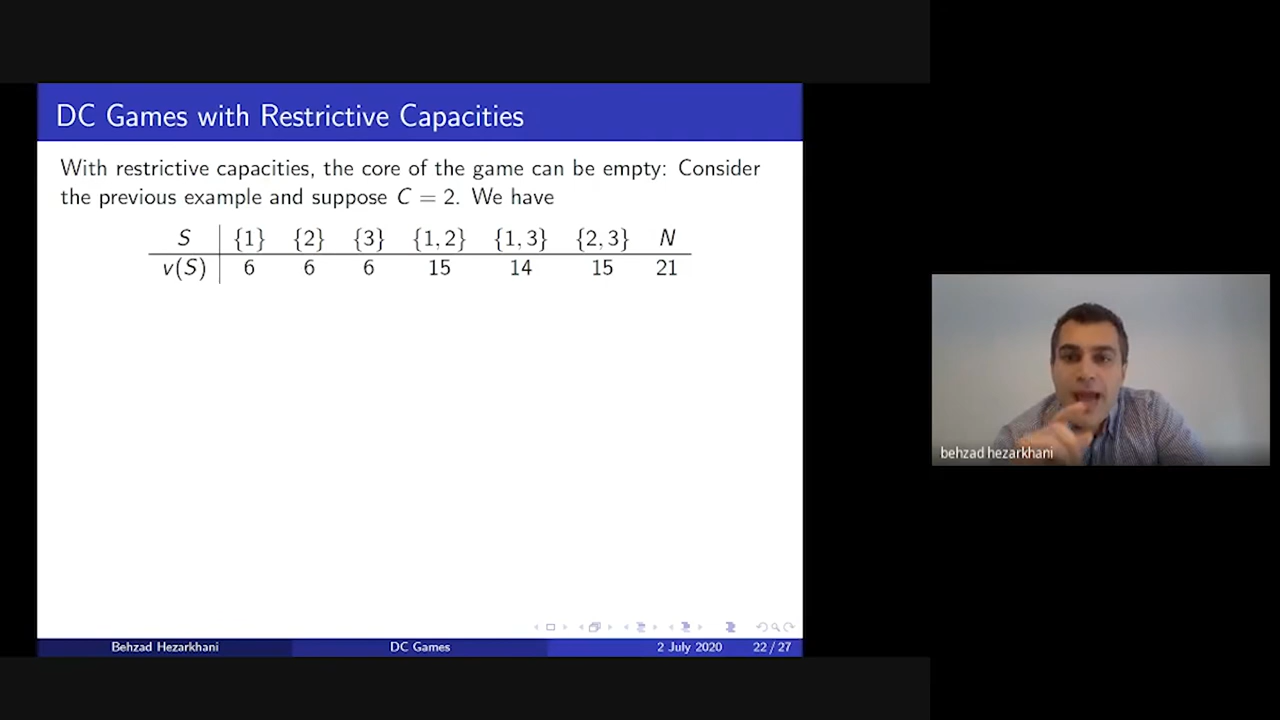 DC Games with Restrictive Capacities
With restrictive capacities, the core of the game can be empty: Consider
the previous example and suppose C = 2. We have
S {1} {2} {3} {1, 2} {1, 3} {2, 3} N
v(S) 6 6 6 15 14 15 21
behzad hezarkhani
Behzad Hezarkhani DC Games 2 July 2020 22 / 27